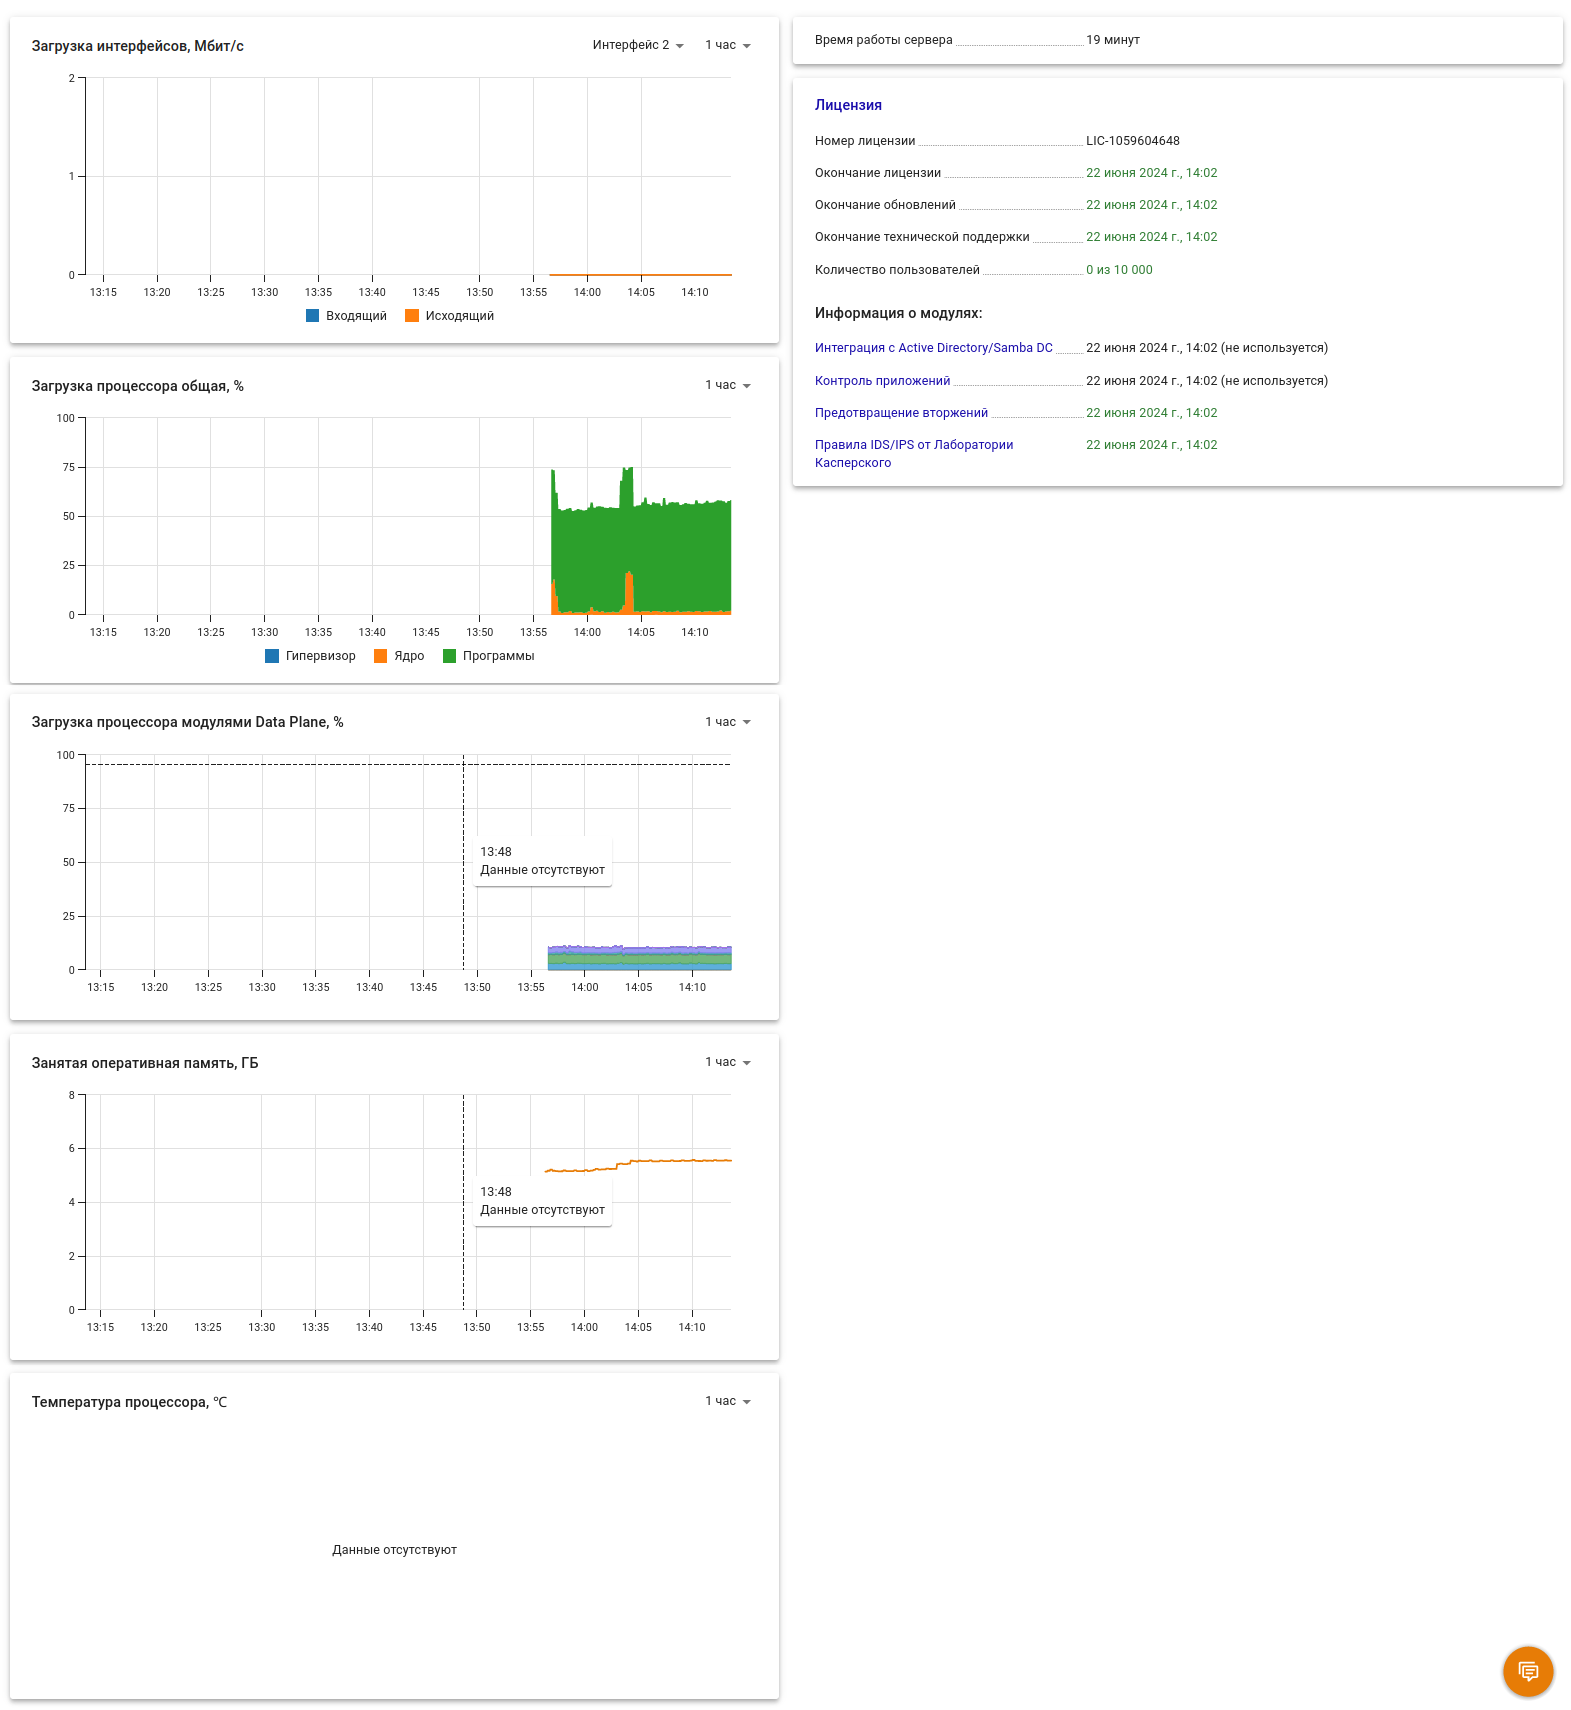 Загрузка интерфейсов, Мбит/с
Интерфейс 2
1 час
2
1
0
13:15 13:20 13:25 13:30 13:35 13:40 13:45 13:50 13:55 14:00 14:05 14:10
Входящий Исходящий
Загрузка процессора общая, %
1 час
100
75
50
25
0
13:15 13:20 13:25 13:30 13:35 13:40 13:45 13:50 13:55 14:00 14:05 14:10
Гипервизор Ядро Программы
Загрузка процессора модулями Data Plane, %
1 час
100
75
50
25
0
13:48
Данные отсутствуют
13:15 13:20 13:25 13:30 13:35 13:40 13:45 13:50 13:55 14:00 14:05 14:10
Занятая оперативная память, ГБ
1 час
8
6
4
2
0
13:48
Данные отсутствуют
13:15 13:20 13:25 13:30 13:35 13:40 13:45 13:50 13:55 14:00 14:05 14:10
Температура процессора, °C
1 час
Данные отсутствуют
Время работы сервера 19 минут
Лицензия
Номер лицензии LIC-1059604648
Окончание лицензии 22 июня 2024 г., 14:02
Окончание обновлений 22 июня 2024 г., 14:02
Окончание технической поддержки 22 июня 2024 г., 14:02
Количество пользователей 0 из 10 000
Информация о модулях:
Интеграция с Active Directory/Samba DC 22 июня 2024 г., 14:02 (не используется)
Контроль приложений 22 июня 2024 г., 14:02 (не используется)
Предотвращение вторжений 22 июня 2024 г., 14:02
Правила IDS/IPS от Лаборатории 22 июня 2024 г., 14:02
Касперского